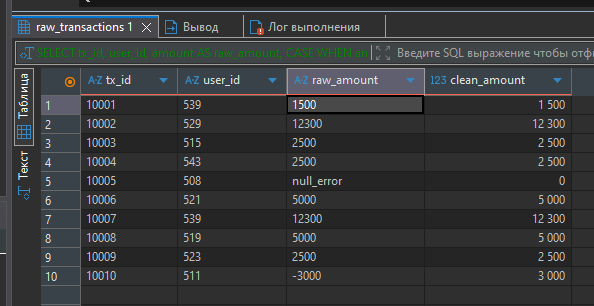 raw_transactions 1 Вывод Лог выполнения
SELECT tx_id, user_id, amount AS raw_amount, CASE WHEN am Введите SQL выражение чтобы отф
Таблица
Текст
A-Z tx_id A-Z user_id A-Z raw_amount 123 clean_amount
1 10001 539 1500 1 500
2 10002 529 12300 12 300
3 10003 515 2500 2 500
4 10004 543 2500 2 500
5 10005 508 null_error 0
6 10006 521 5000 5 000
7 10007 539 12300 12 300
8 10008 519 5000 5 000
9 10009 523 2500 2 500
10 10010 511 -3000 3 000